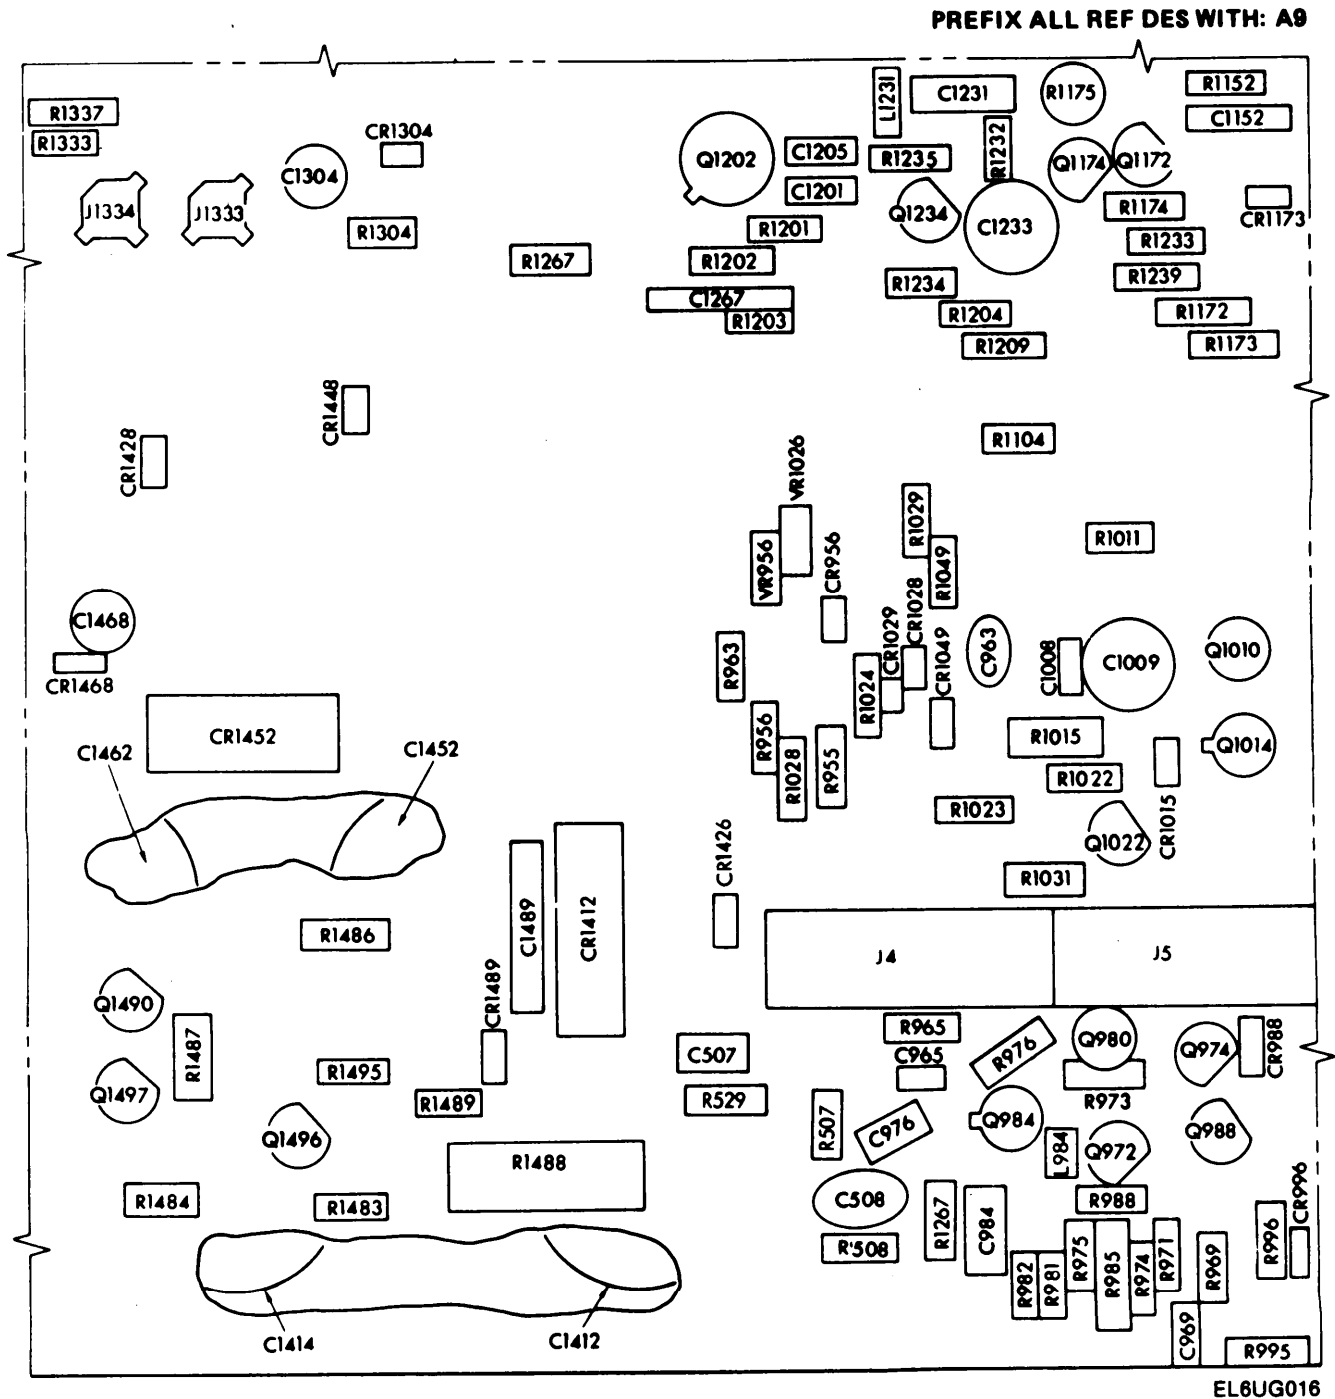 PREFIX ALL REF DES WITH: A9
R1337
R1333
CR1304
C1304
J1334
J1333
R1304
R1267
Q1202
C1205
C1201
R1201
R1202
C1267
R1203
L1231
C1231
R1175
R1152
C1152
R1235
R1232
Q1174
Q1172
Q1234
C1233
R1174
CR1173
R1233
R1239
R1234
R1204
R1172
R1209
R1173
CR1448
CR1428
R1104
VR1026
R1029
R1011
VR956
CR956
R1049
C1468
CR1468
R963
CR1029
CR1028
CR1049
C963
C1008
C1009
Q1010
R1024
CR1452
C1462
C1452
R956
R1028
R955
R1015
Q1014
R1022
CR1015
R1023
Q1022
CR1426
R1031
C1489
CR1412
R1486
J4
J5
Q1490
CR1489
R1487
Q1497
R1495
R1489
C507
R529
R965
C965
R976
Q980
Q974
CR988
R973
R507
C976
Q984
L984
Q972
Q988
Q1496
R1488
R1484
R1483
C508
R'508
R1267
C984
R988
CR996
R996
R982
R981
R975
R985
R974
R971
R969
C969
R995
C1414
C1412
EL6UG016